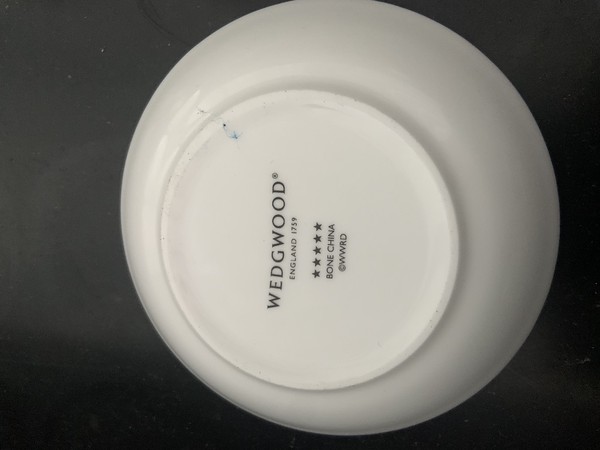 WEDGWOOD®
ENGLAND 1759
★★★★★
BONE CHINA
©WWRD